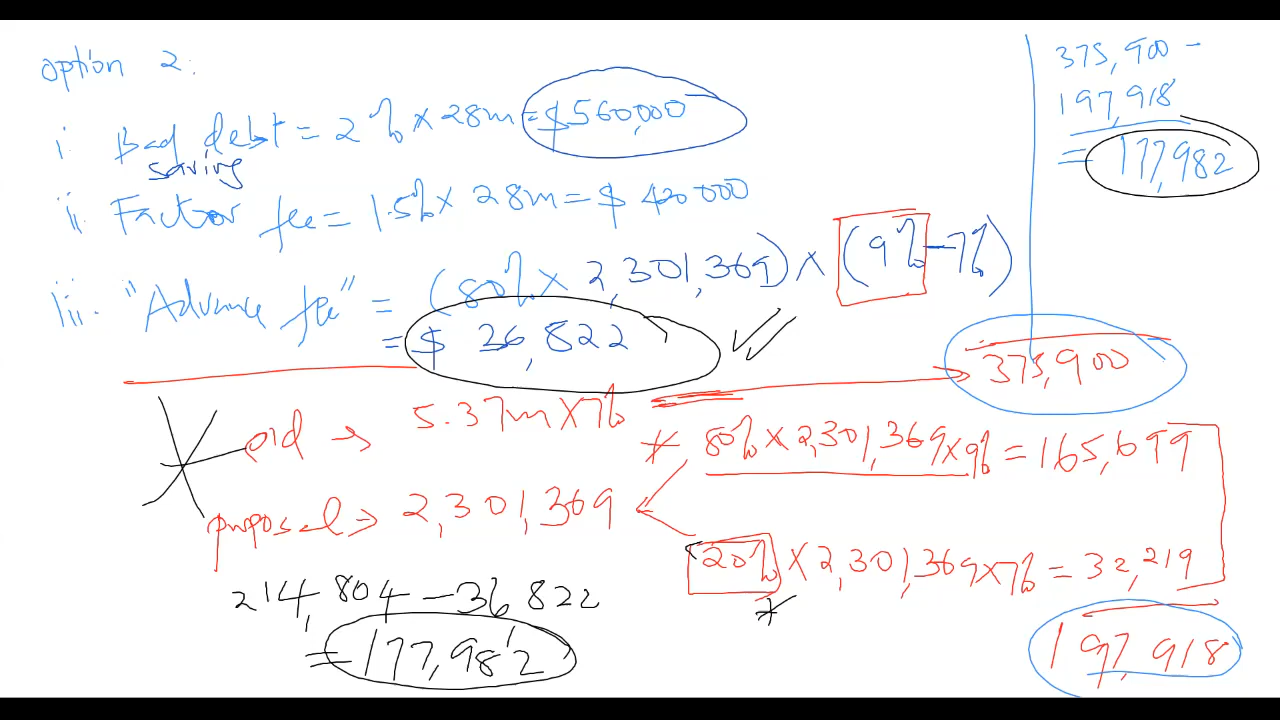 option 2:
i. Bad debt = 2% × 28m = $560,000
saving
ii. Factor fee = 1.5% × 28m = $ 420 000
iii. "Advance fee" = (80% × 2,301,369) × (9% - 7%)
= $ 36,822
375,900 -
197,918
= 177,982
old → 5.37m × 7%
375,900
proposal => 2,301,369
80% × 2,301,369 × 9% = 165,699
20% × 2,301,369 × 7% = 32,219
197,918
214,804 - 36 822
= 177,982